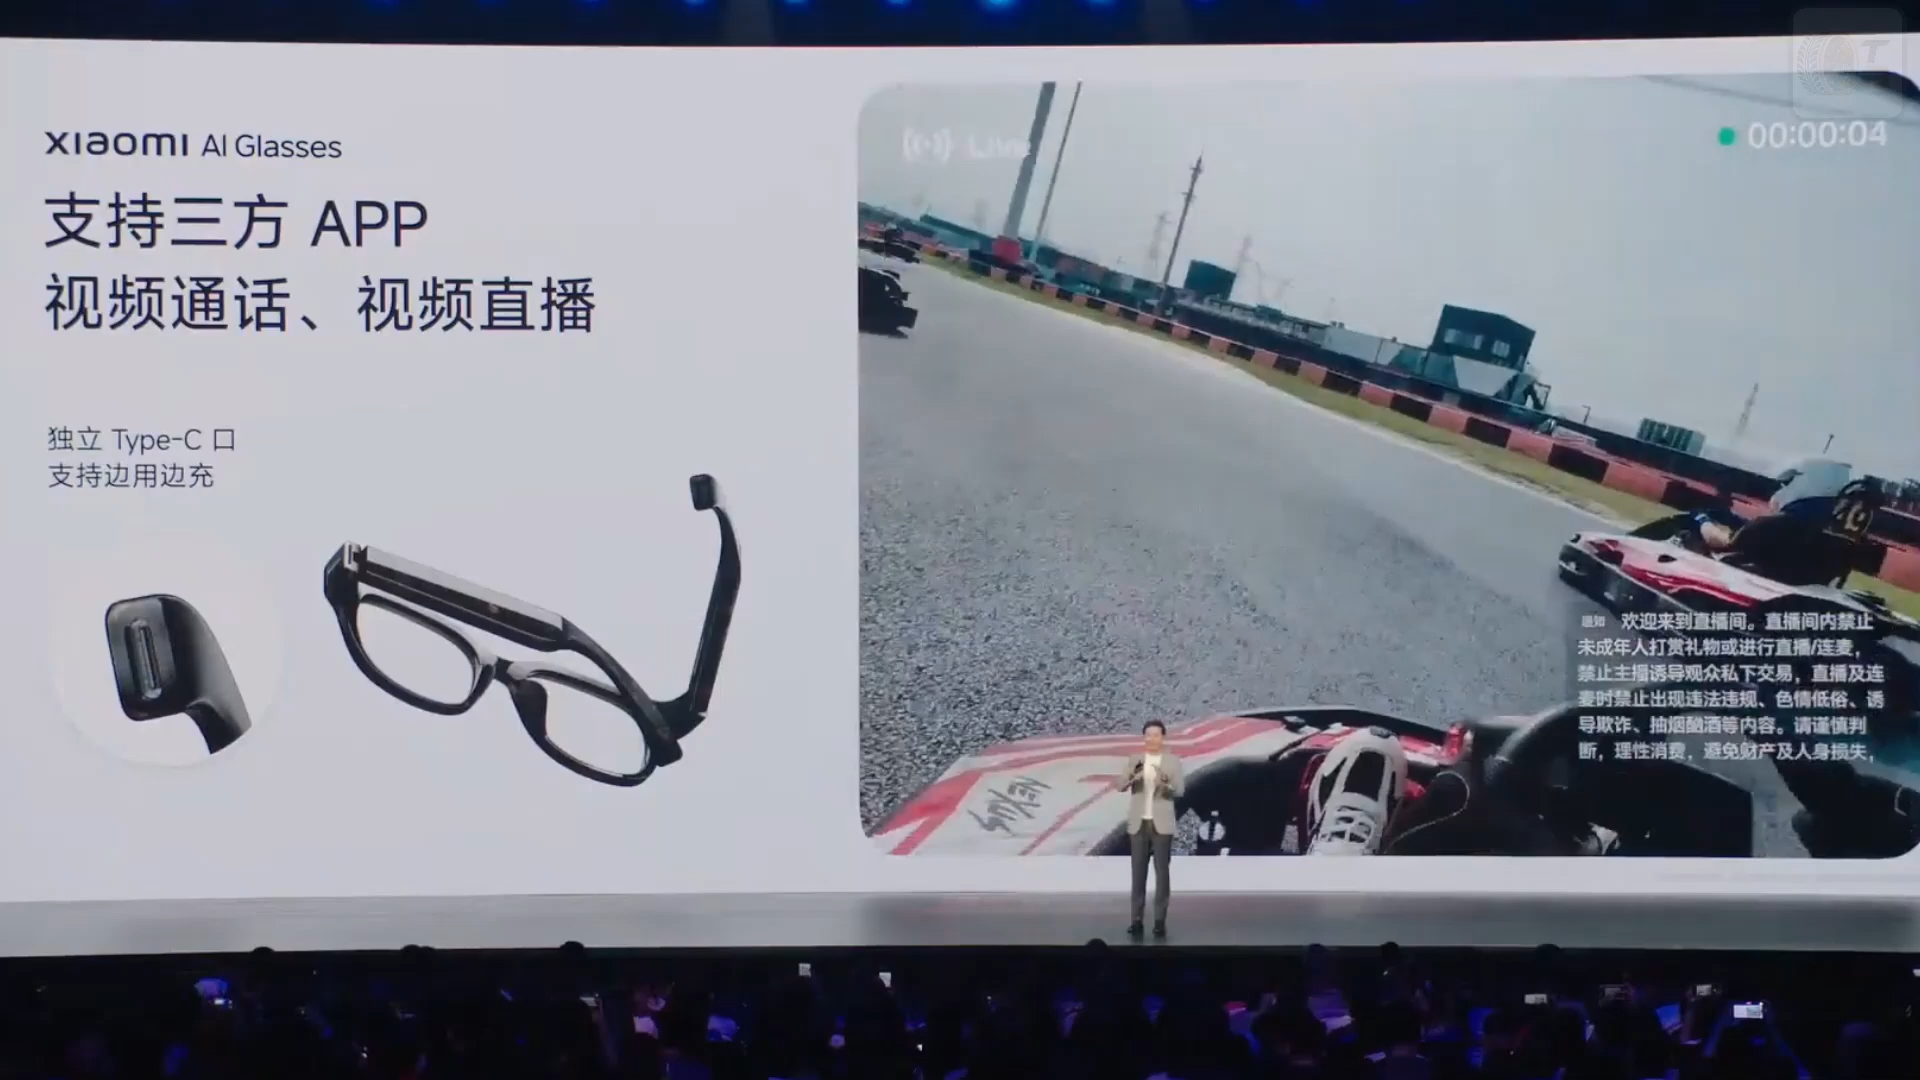 xiaomi AI Glasses
支持三方 APP
视频通话、视频直播
独立 Type-C 口
支持边用边充
Live
00:00:04
通知 欢迎来到直播间。直播间内禁止
未成年人打赏礼物或进行直播/连麦，
禁止主播诱导观众私下交易，直播及连
麦时禁止出现违法违规、色情低俗、诱
导欺诈、抽烟酗酒等内容。请谨慎判
断，理性消费，避免财产及人身损失，
NEXUS